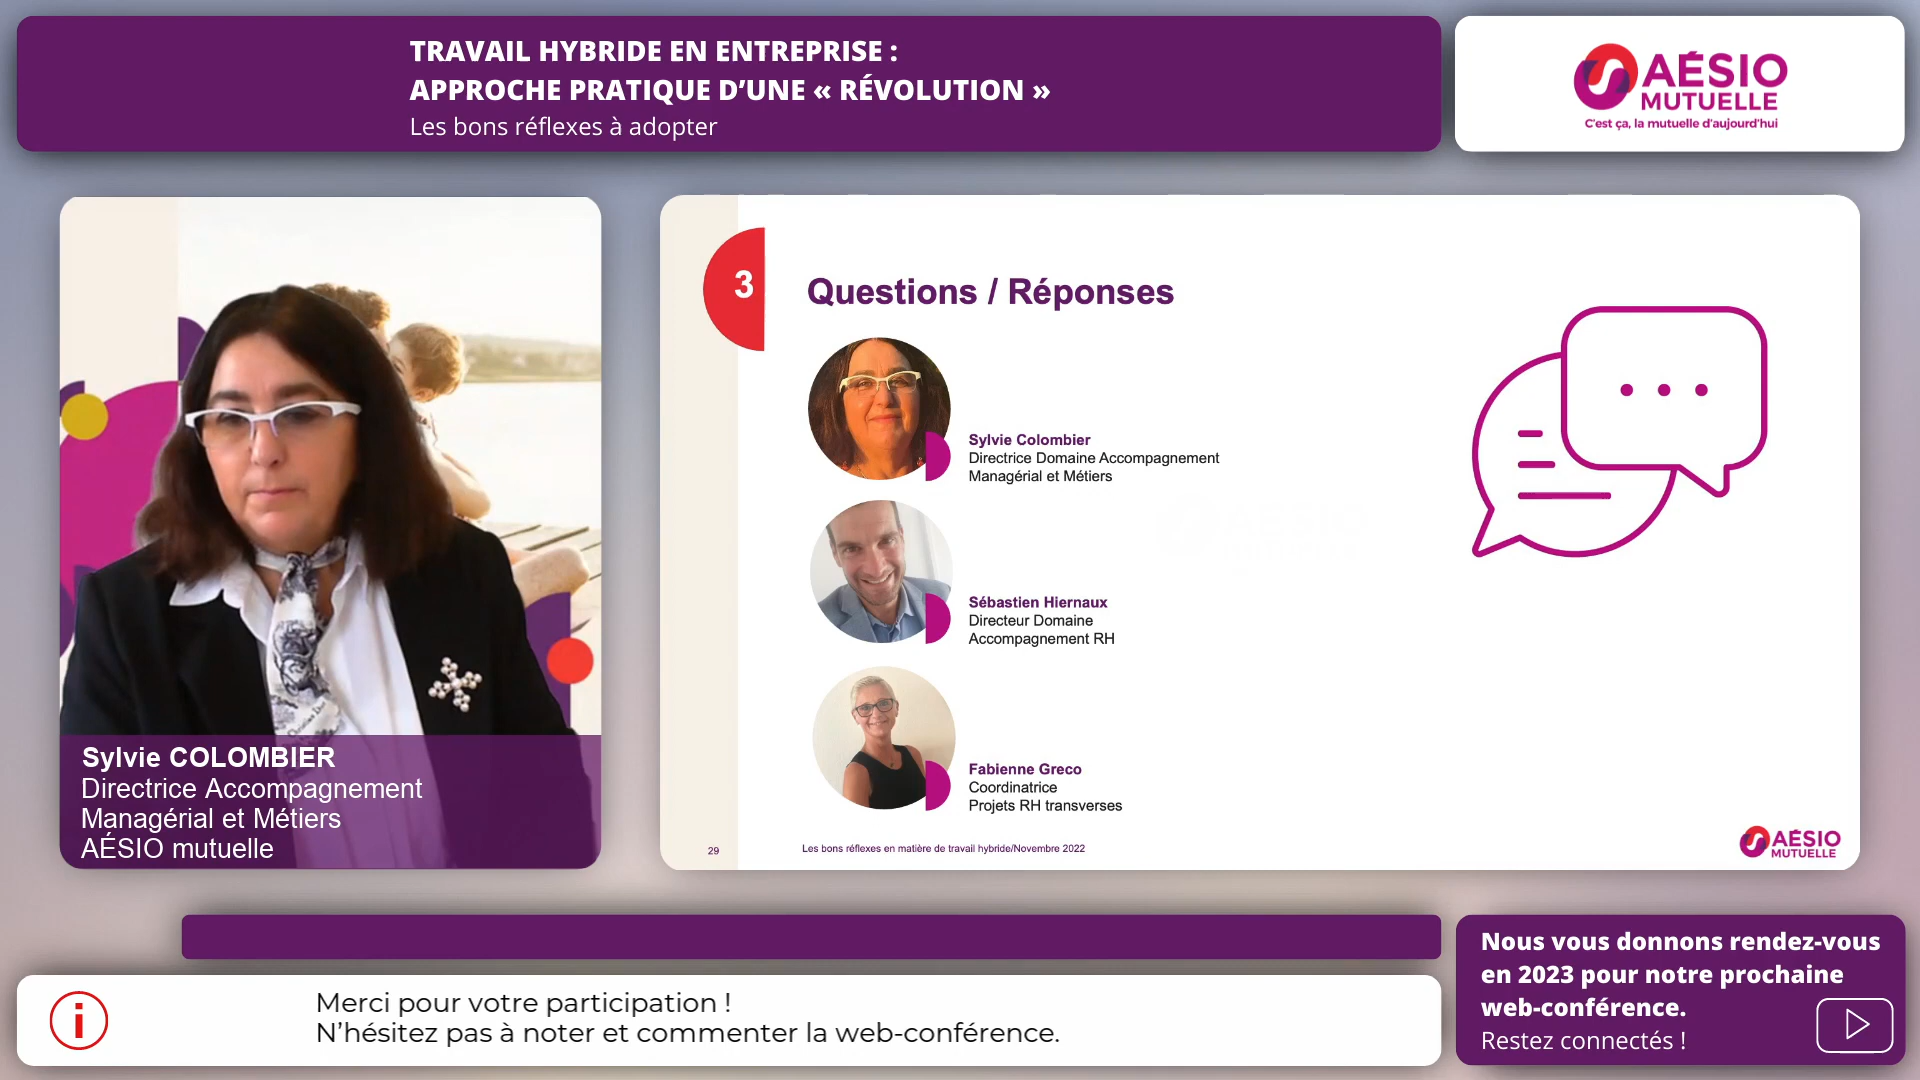 TRAVAIL HYBRIDE EN ENTREPRISE :
APPROCHE PRATIQUE D’UNE « RÉVOLUTION »
Les bons réflexes à adopter
AÉSIO
MUTUELLE
C'est ça, la mutuelle d'aujourd'hui
3
Questions / Réponses
Sylvie Colombier
Directrice Domaine Accompagnement
Managérial et Métiers
Sébastien Hiernaux
Directeur Domaine
Accompagnement RH
Fabienne Greco
Coordinatrice
Projets RH transverses
29
Les bons réflexes en matière de travail hybride/Novembre 2022
AÉSIO
MUTUELLE
Sylvie COLOMBIER
Directrice Accompagnement
Managérial et Métiers
AÉSIO mutuelle
i
Merci pour votre participation !
N’hésitez pas à noter et commenter la web-conférence.
Nous vous donnons rendez-vous
en 2023 pour notre prochaine
web-conférence.
Restez connectés !